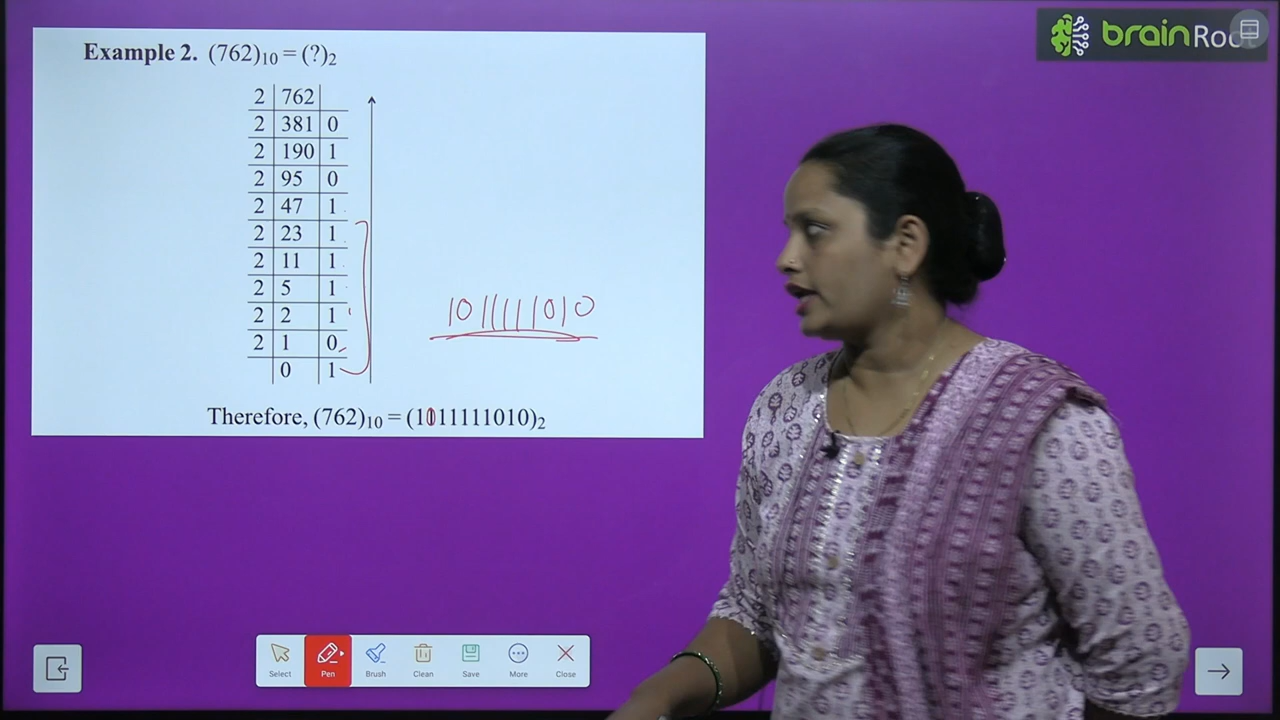 Example 2. (762)₁₀ = (?)₂
2 762
2 381 0
2 190 1
2 95 0
2 47 1
2 23 1
2 11 1
2 5 1
2 2 1
2 1 0
0 1
1011111010
Therefore, (762)₁₀ = (1011111010)₂
brainRoot
Select Pen Brush Clean Save More Close